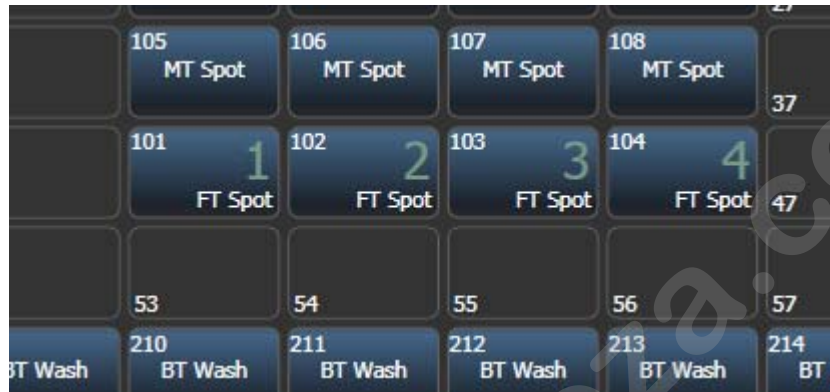 27
105 106 107 108
MT Spot MT Spot MT Spot MT Spot
37
101 1 102 2 103 3 104 4
FT Spot FT Spot FT Spot FT Spot 47
53 54 55 56 57
210 211 212 213 214
BT Wash BT Wash BT Wash BT Wash BT